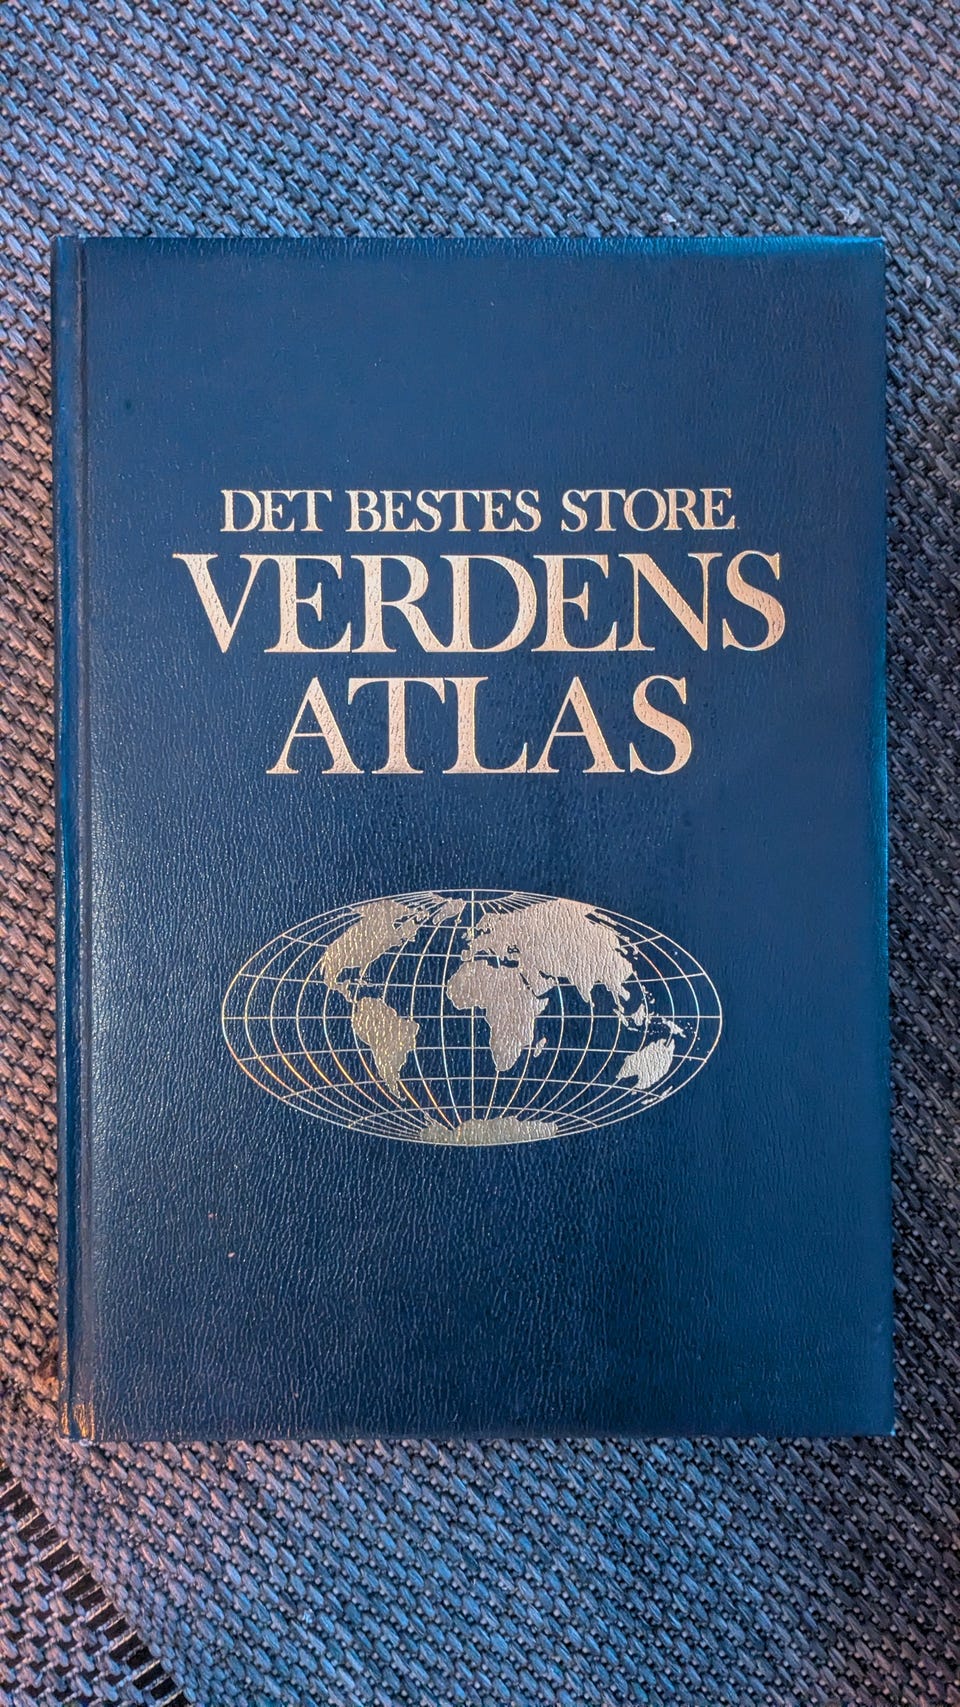 DET BESTES STORE
VERDENS
ATLAS